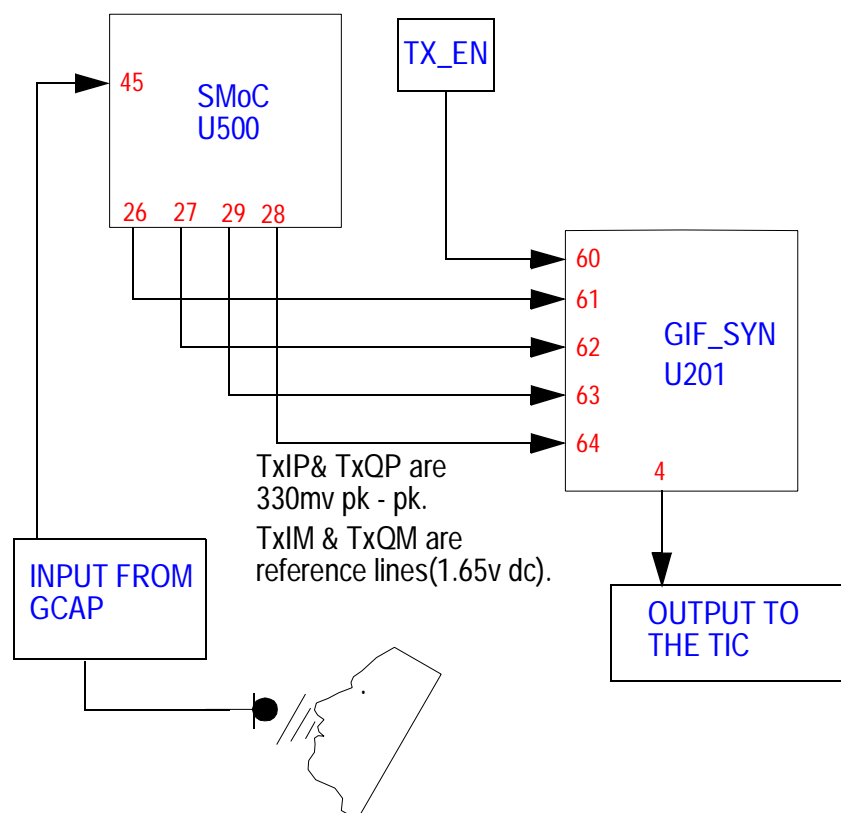 TX_EN
45
SMoC
U500
26 27 29 28
60
61
62
63
64
GIF_SYN
U201
4
TxIP& TxQP are
330mv pk - pk.
TxIM & TxQM are
reference lines(1.65v dc).
INPUT FROM
GCAP
OUTPUT TO
THE TIC